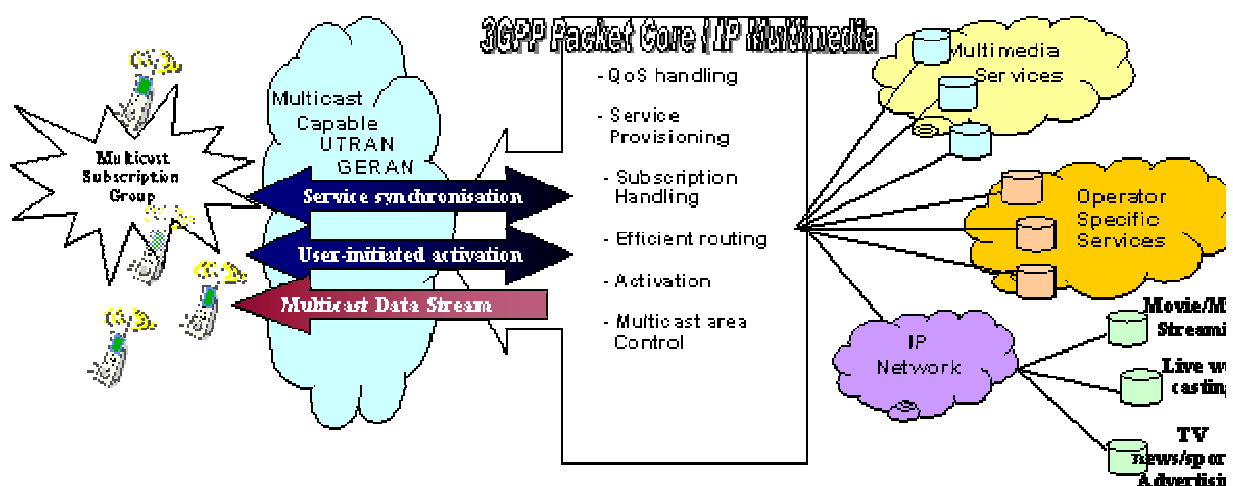 3GPP Packet Core / IP Multimedia
Multicast
Subscription
Group
Multicast
Capable
UTRAN
GERAN
Service synchronisation
User-initiated activation
Multicast Data Stream
- QoS handling
- Service
Provisioning
- Subscription
Handling
- Efficient routing
- Activation
- Multicast area
Control
Multimedia
Services
Operator
Specific
Services
IP
Network
Movie/M
Streami
Live w
casting
TV
news/spor
Advertisin